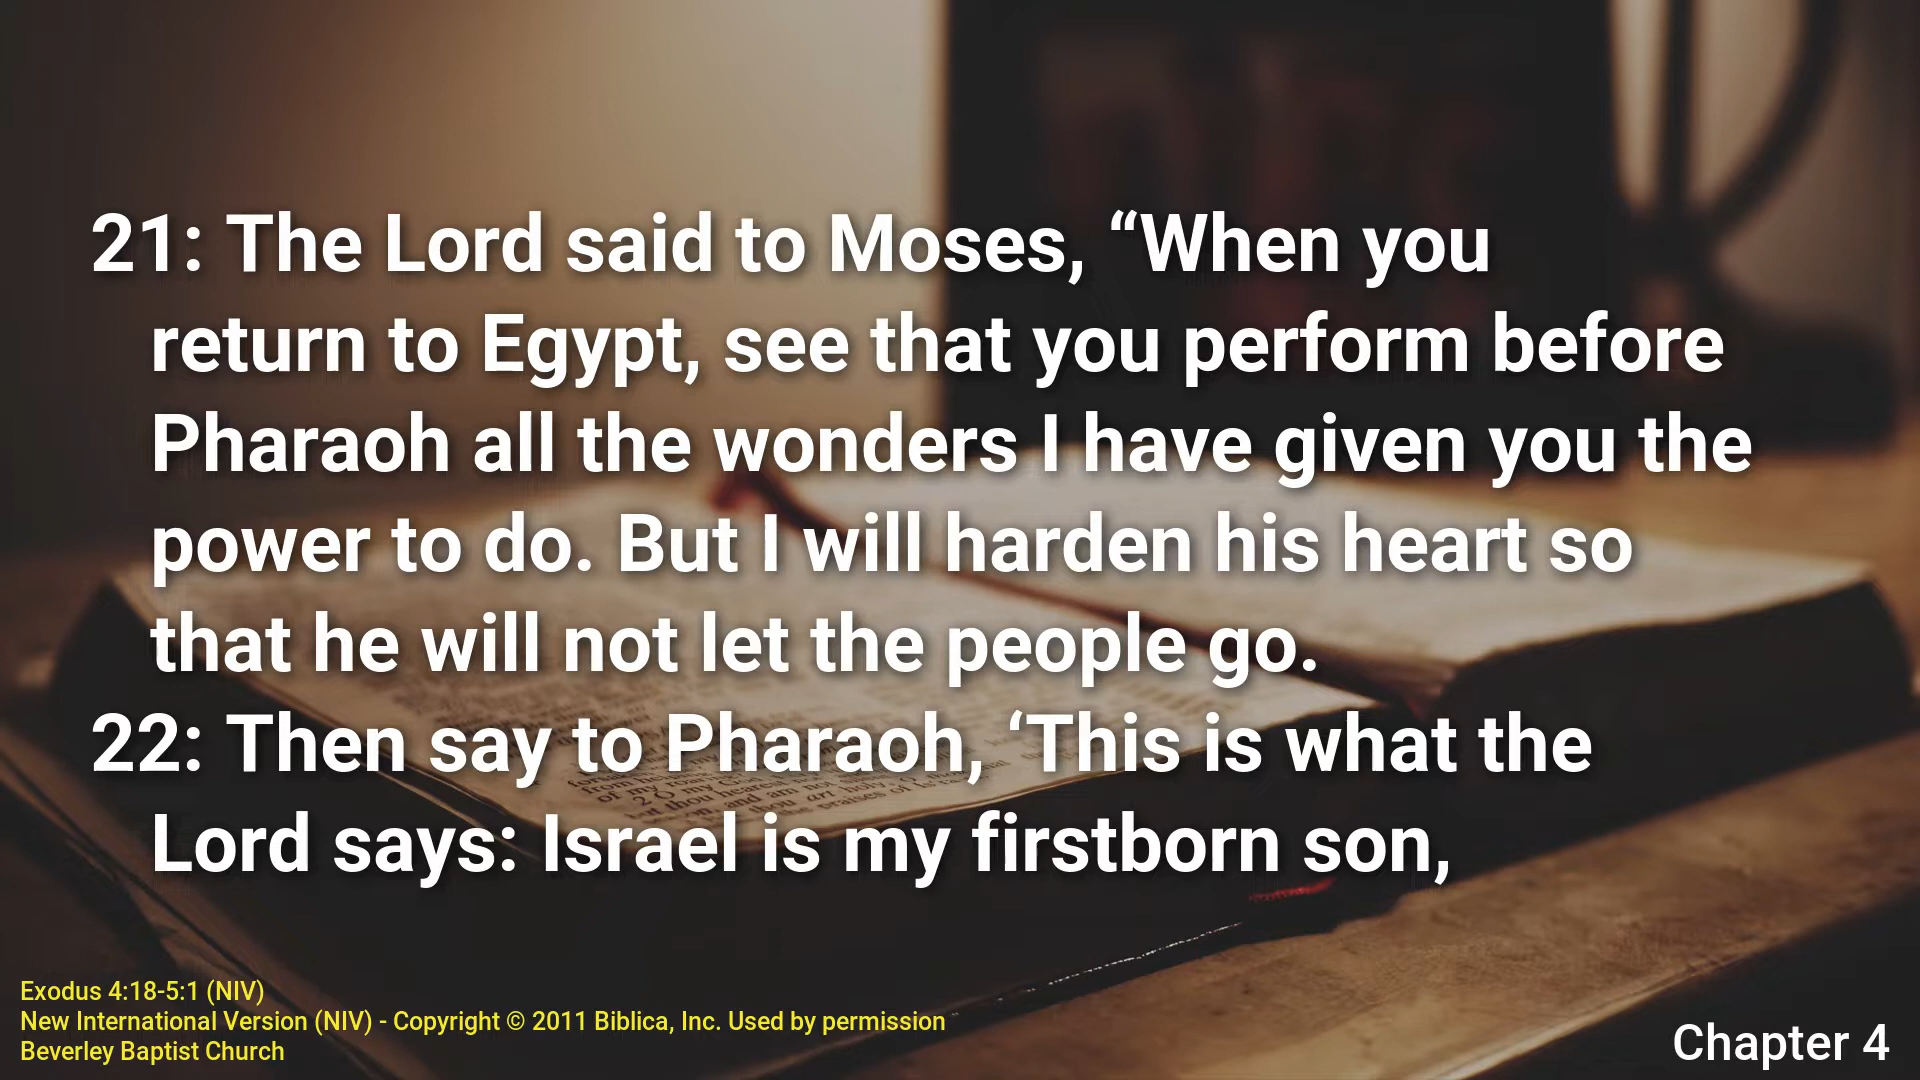 21: The Lord said to Moses, “When you
return to Egypt, see that you perform before
Pharaoh all the wonders I have given you the
power to do. But I will harden his heart so
that he will not let the people go.
22: Then say to Pharaoh, ‘This is what the
Lord says: Israel is my firstborn son,
Exodus 4:18-5:1 (NIV)
New International Version (NIV) - Copyright © 2011 Biblica, Inc. Used by permission
Beverley Baptist Church
Chapter 4